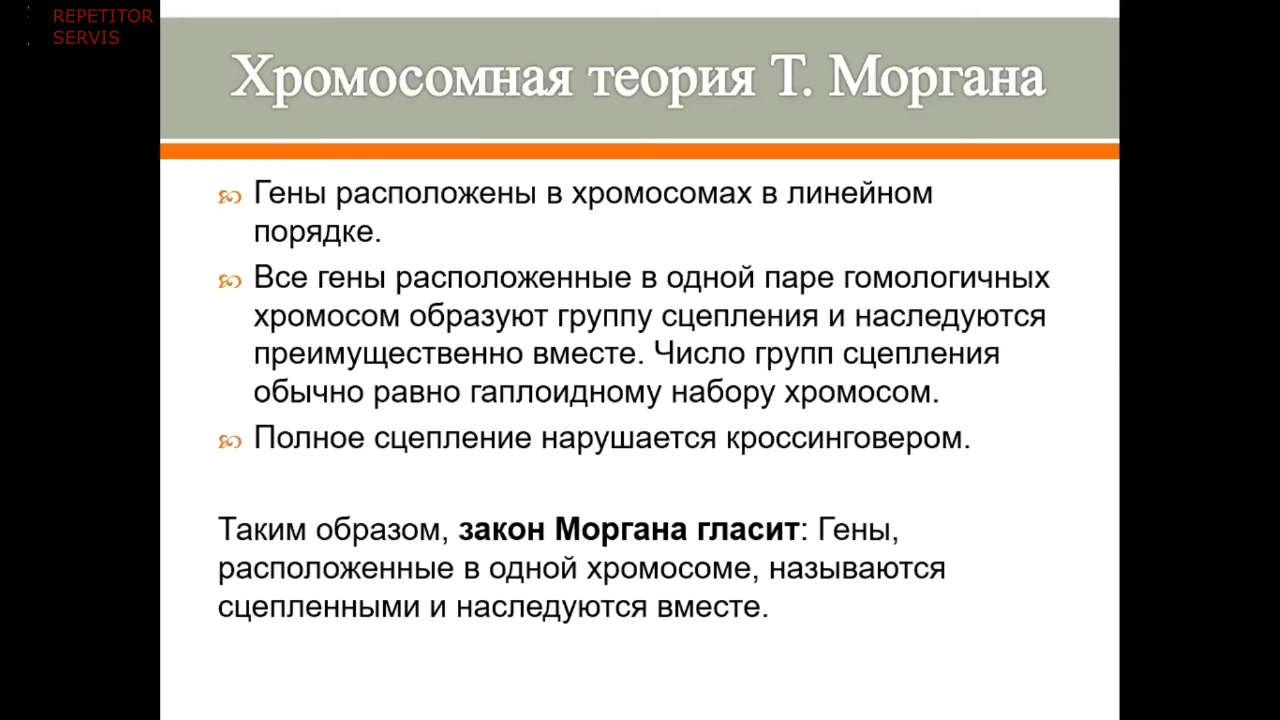 REPETITOR
SERVIS
Хромосомная теория Т. Моргана
Гены расположены в хромосомах в линейном
порядке.
Все гены расположенные в одной паре гомологичных
хромосом образуют группу сцепления и наследуются
преимущественно вместе. Число групп сцепления
обычно равно гаплоидному набору хромосом.
Полное сцепление нарушается кроссинговером.
Таким образом, закон Моргана гласит: Гены,
расположенные в одной хромосоме, называются
сцепленными и наследуются вместе.